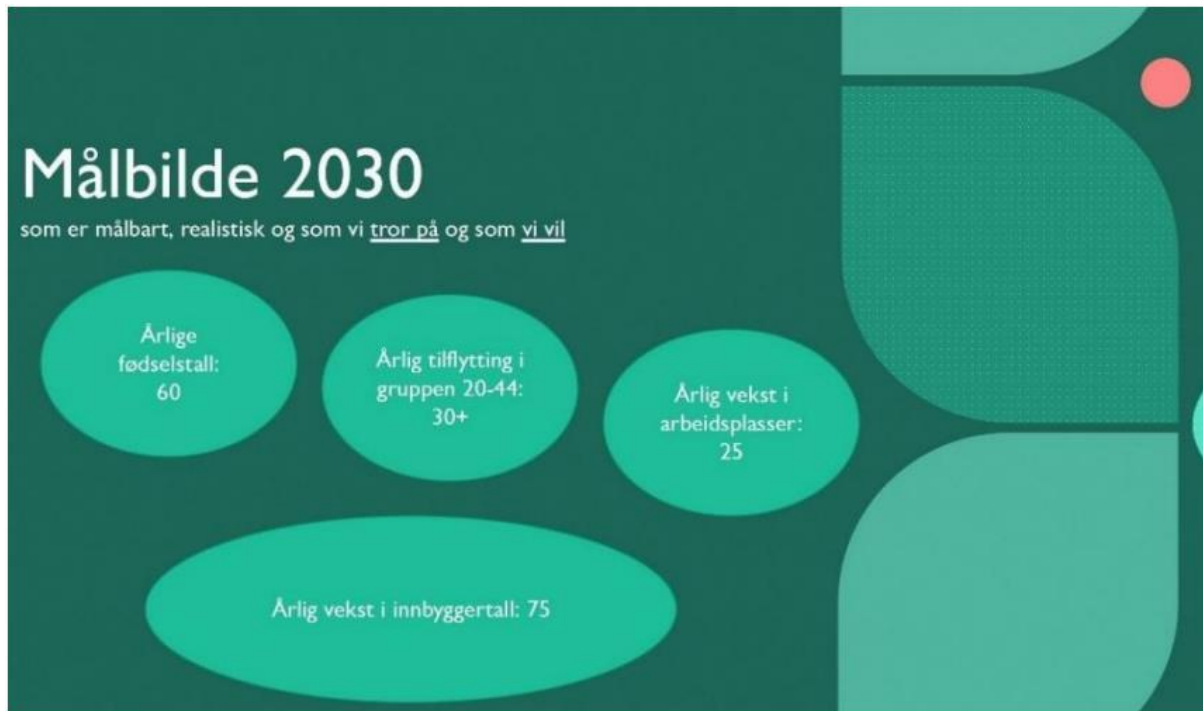 Målbilde 2030
som er målbart, realistisk og som vi tror på og som vi vil
Årlige
fødselstall:
60
Årlig tilflytting i
gruppen 20-44:
30+
Årlig vekst i
arbeidsplasser:
25
Årlig vekst i innbyggertall: 75